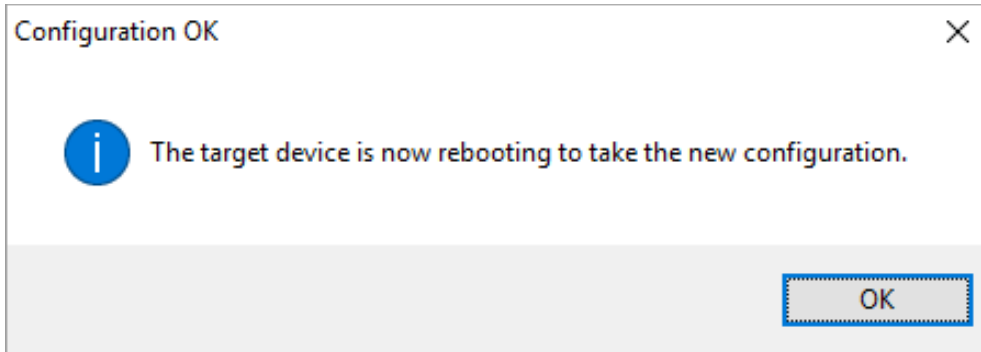 Configuration OK
The target device is now rebooting to take the new configuration.
OK